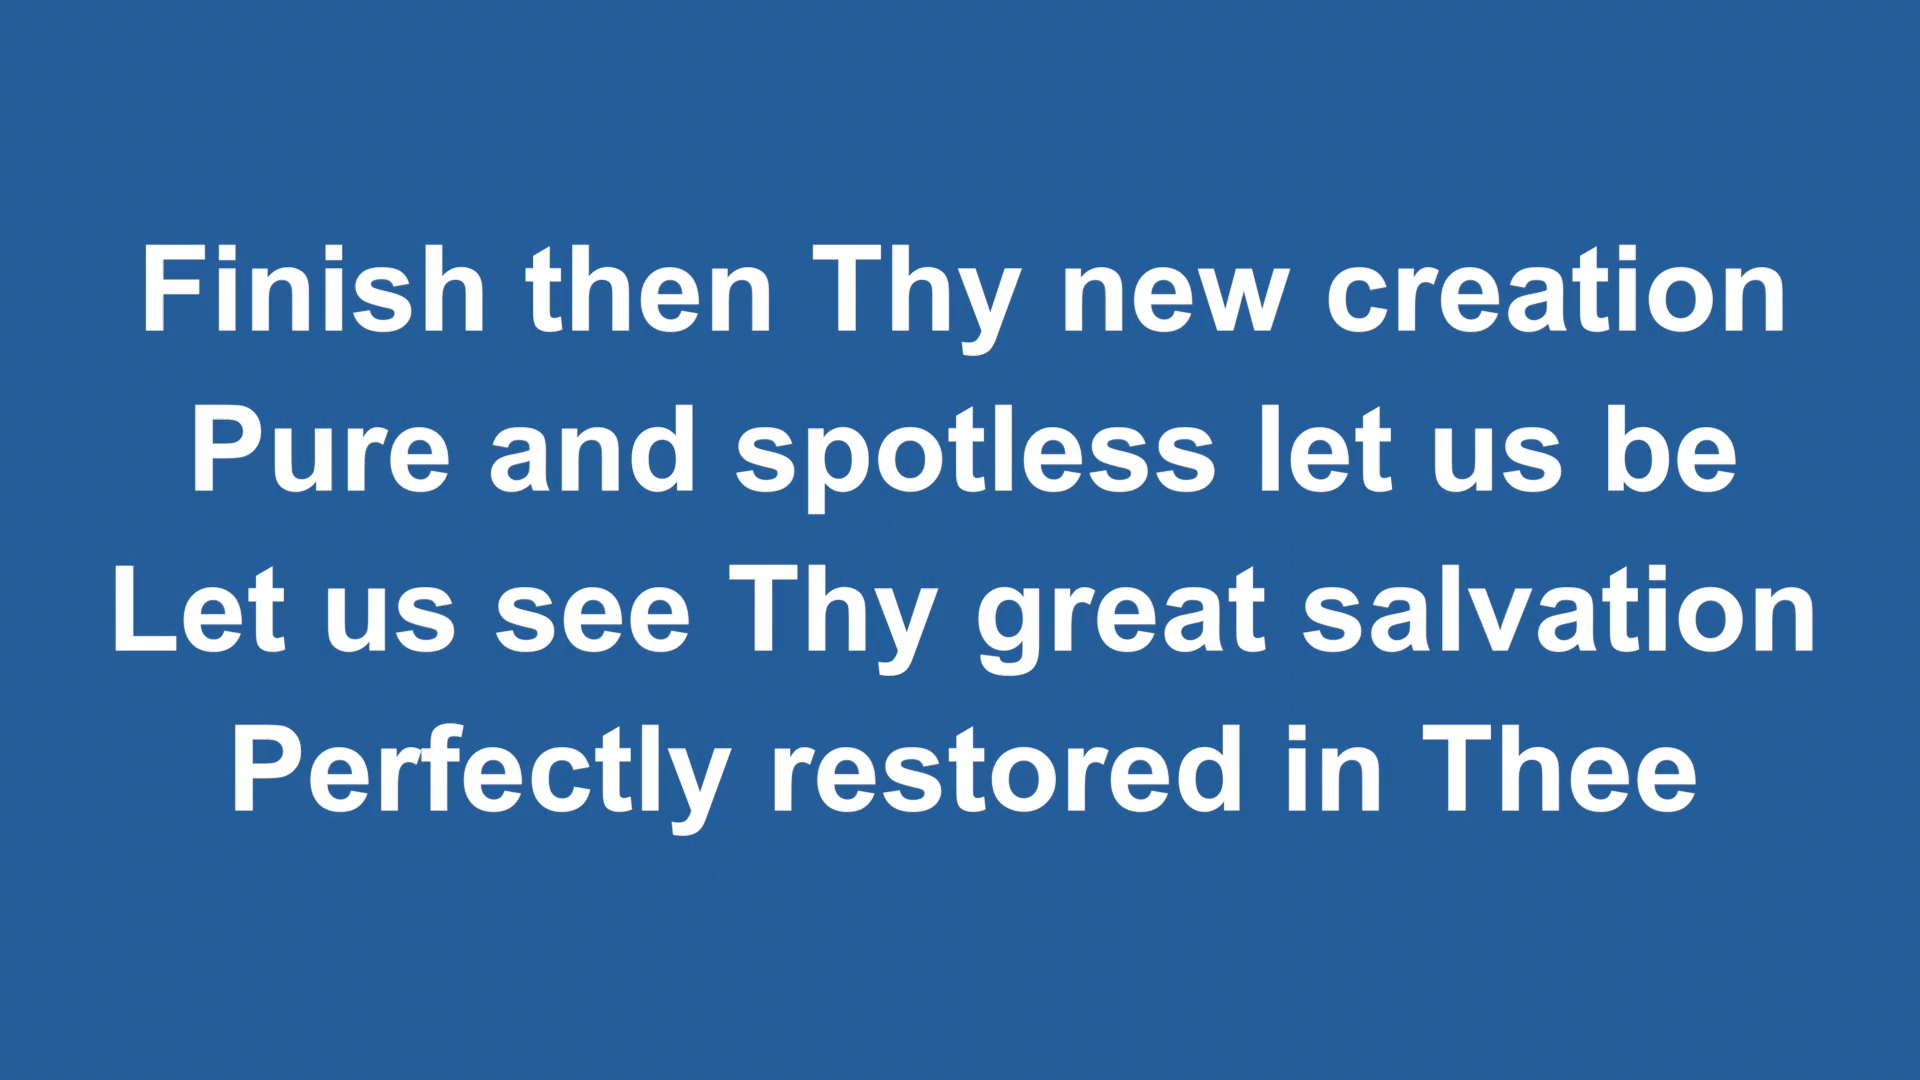 Finish then Thy new creation
Pure and spotless let us be
Let us see Thy great salvation
Perfectly restored in Thee